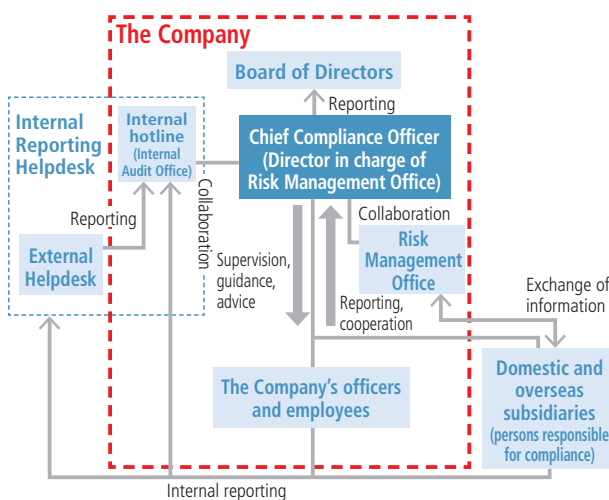 The Company
Board of Directors
Reporting
Internal
Reporting
Helpdesk
Internal
hotline
(Internal
Audit Office)
Chief Compliance Officer
(Director in charge of
Risk Management Office)
Collaboration
Reporting
External
Helpdesk
Supervision,
guidance,
advice
Collaboration
Risk
Management
Office
Reporting,
cooperation
Exchange of
information
The Company’s officers
and employees
Domestic and
overseas
subsidiaries
(persons responsible
for compliance)
Internal reporting